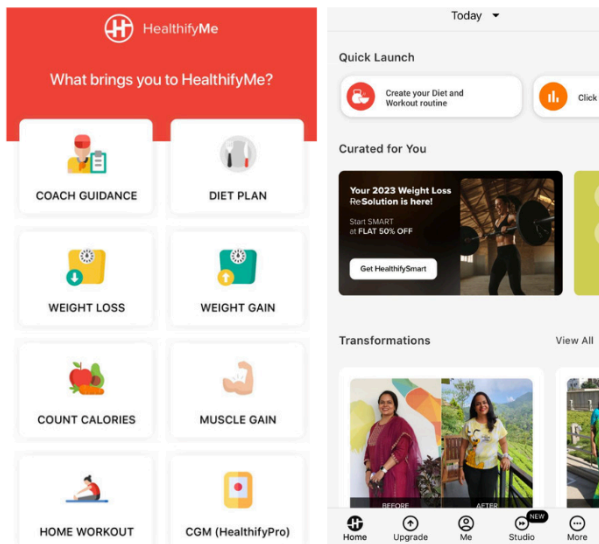 HealthifyMe
What brings you to HealthifyMe?
COACH GUIDANCE
DIET PLAN
WEIGHT LOSS
WEIGHT GAIN
COUNT CALORIES
MUSCLE GAIN
HOME WORKOUT
CGM (HealthifyPro)
Today
Quick Launch
Create your Diet and
Workout routine
Click
Curated for You
Your 2023 Weight Loss
ReSolution is here!
Start SMART
at FLAT 50% OFF
Get HealthifySmart
Transformations
View All
BEFORE
AFTER
NEW
Home
Upgrade
Me
Studio
More